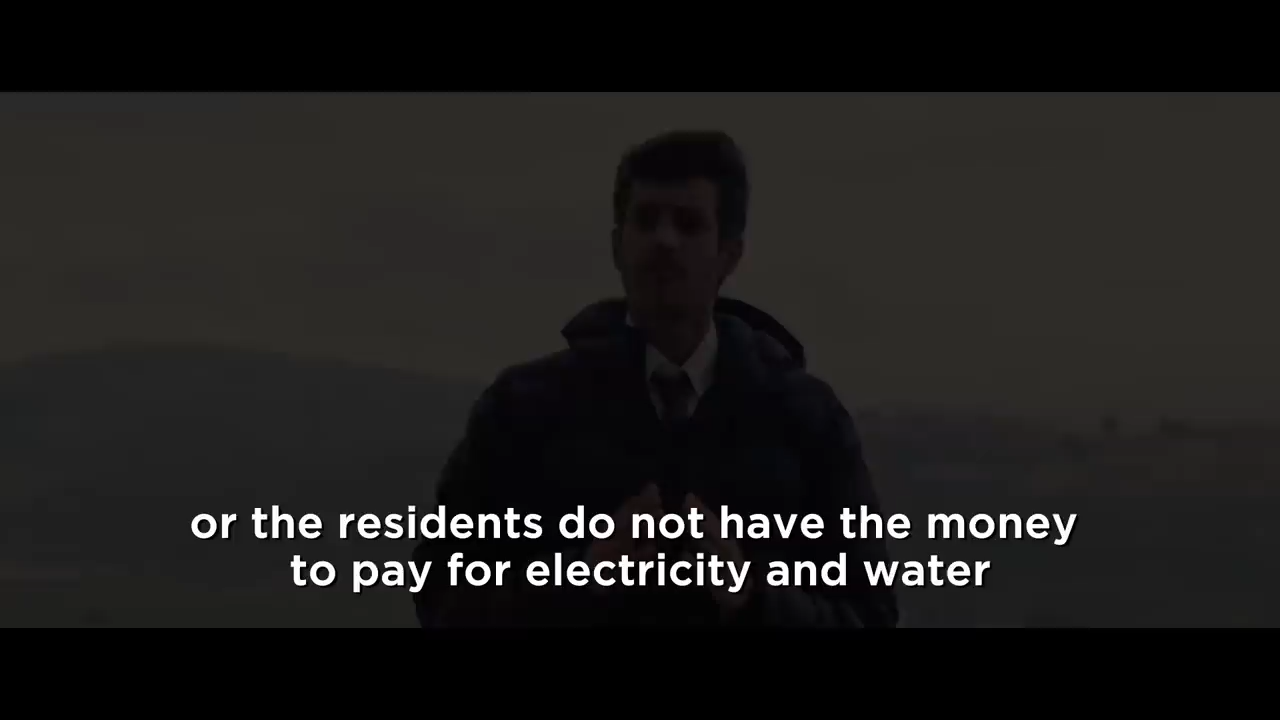 or the residents do not have the money
to pay for electricity and water